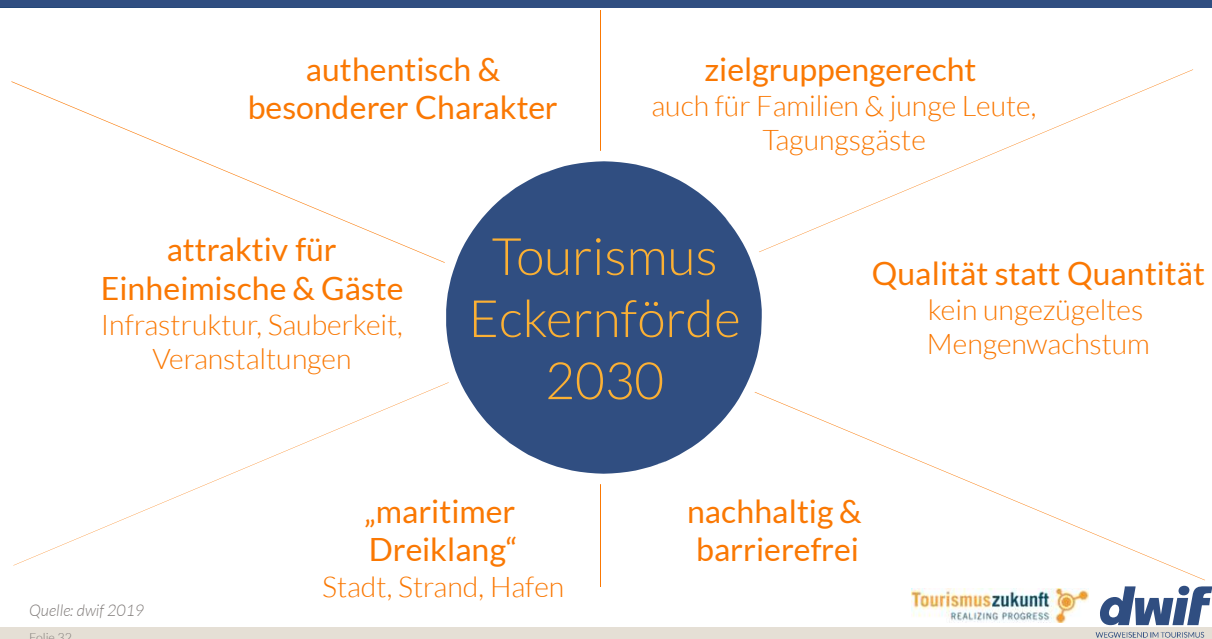 authentisch &
besonderer Charakter
zielgruppengerecht
auch für Familien & junge Leute,
Tagungsgäste
attraktiv für
Einheimische & Gäste
Infrastruktur, Sauberkeit,
Veranstaltungen
Tourismus
Eckernförde
2030
Qualität statt Quantität
kein ungezügeltes
Mengenwachstum
„maritimer
Dreiklang“
Stadt, Strand, Hafen
nachhaltig &
barrierefrei
Quelle: dwif 2019
Folie 32
Tourismuszukunft
REALIZING PROGRESS
dwif
WEGWEISEND IM TOURISMUS